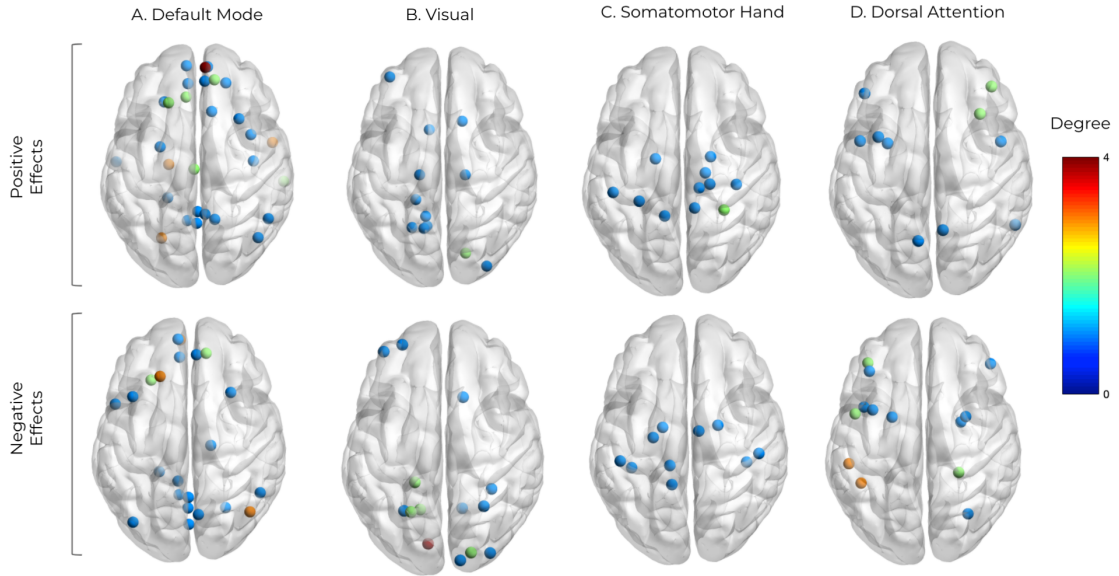 A. Default Mode
B. Visual
C. Somatomotor Hand
D. Dorsal Attention
Positive
Effects
Degree
4
0
Negative
Effects